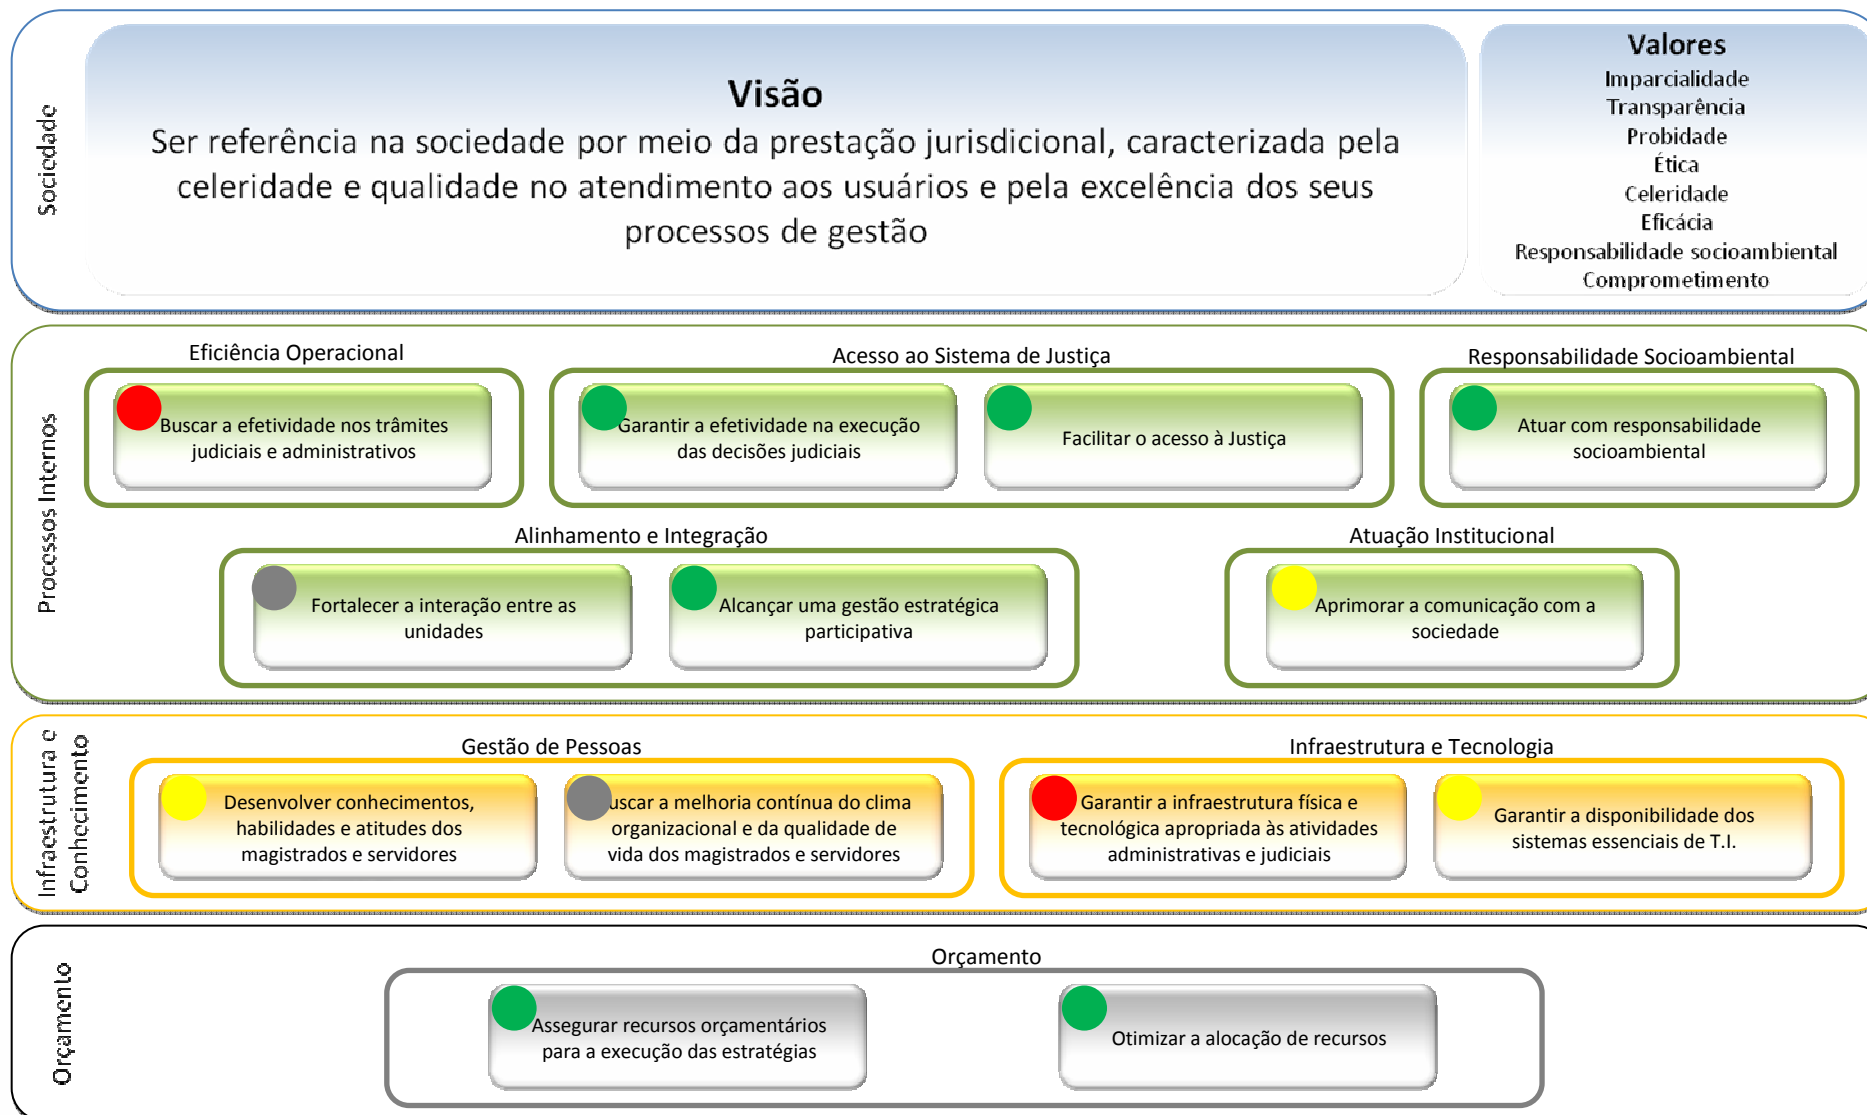 Sociedade
Visão
Ser referência na sociedade por meio da prestação jurisdicional, caracterizada pela
celeridade e qualidade no atendimento aos usuários e pela excelência dos seus
processos de gestão
Valores
Imparcialidade
Transparência
Probidade
Ética
Celeridade
Eficácia
Responsabilidade socioambiental
Comprometimento
Processos Internos
Eficiência Operacional
Buscar a efetividade nos trâmites
judiciais e administrativos
Acesso ao Sistema de Justiça
Garantir a efetividade na execução
das decisões judiciais
Facilitar o acesso à Justiça
Responsabilidade Socioambiental
Atuar com responsabilidade
socioambiental
Alinhamento e Integração
Fortalecer a interação entre as
unidades
Alcançar uma gestão estratégica
participativa
Atuação Institucional
Aprimorar a comunicação com a
sociedade
Infraestrutura e
Conhecimento
Gestão de Pessoas
Desenvolver conhecimentos,
habilidades e atitudes dos
magistrados e servidores
uscar a melhoria contínua do clima
organizacional e da qualidade de
vida dos magistrados e servidores
Infraestrutura e Tecnologia
Garantir a infraestrutura física e
tecnológica apropriada às atividades
administrativas e judiciais
Garantir a disponibilidade dos
sistemas essenciais de T.I.
Orçamento
Orçamento
Assegurar recursos orçamentários
para a execução das estratégias
Otimizar a alocação de recursos